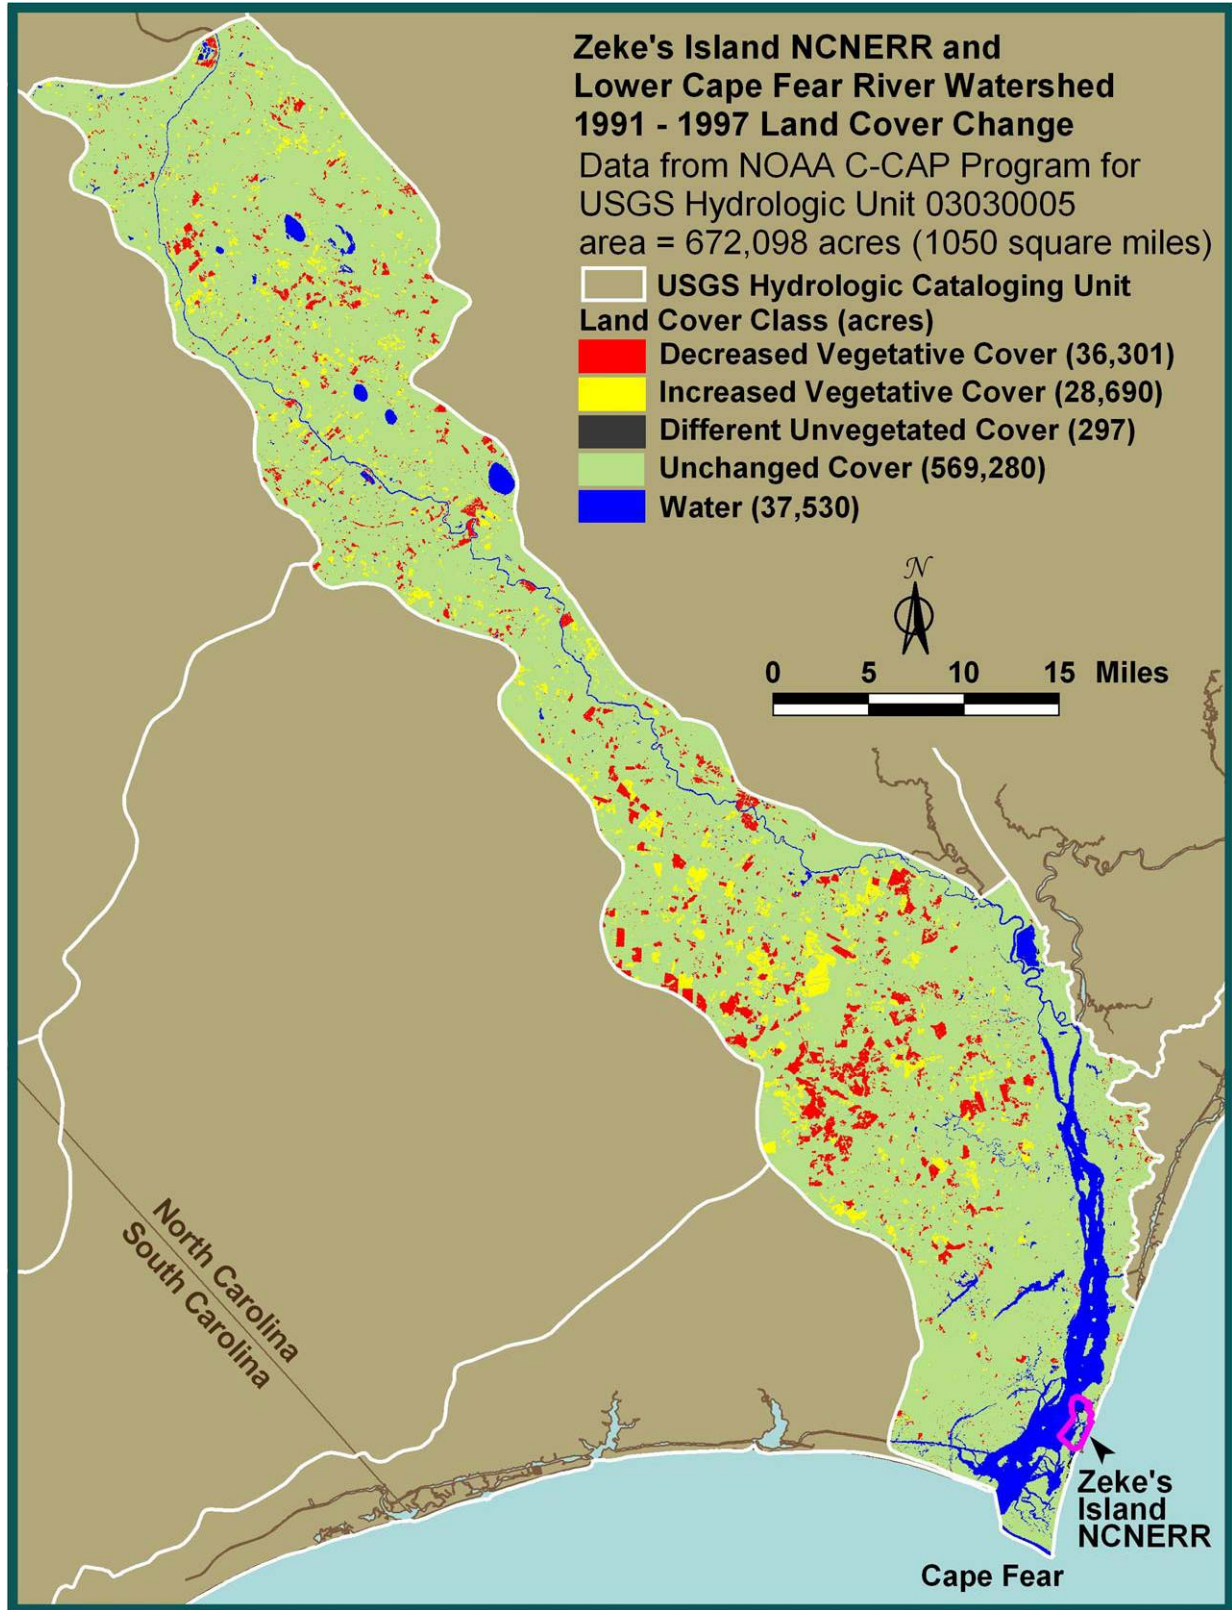 Zeke's Island NCNERR and
Lower Cape Fear River Watershed
1991 - 1997 Land Cover Change
Data from NOAA C-CAP Program for
USGS Hydrologic Unit 03030005
area = 672,098 acres (1050 square miles)
USGS Hydrologic Cataloging Unit
Land Cover Class (acres)
Decreased Vegetative Cover (36,301)
Increased Vegetative Cover (28,690)
Different Unvegetated Cover (297)
Unchanged Cover (569,280)
Water (37,530)
N
0 5 10 15 Miles
North Carolina
South Carolina
Zeke's
Island
NCNERR
Cape Fear